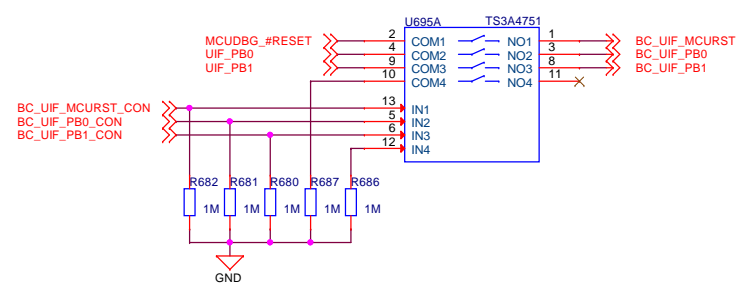 U695A TS3A4751
MCUDBG_#RESET 2 COM1 NO1 1 BC_UIF_MCURST
UIF_PB0 4 COM2 NO2 3 BC_UIF_PB0
UIF_PB1 9 COM3 NO3 8 BC_UIF_PB1
10 COM4 NO4 11
BC_UIF_MCURST_CON 13 IN1
BC_UIF_PB0_CON 5 IN2
BC_UIF_PB1_CON 6 IN3
12 IN4
R682 R681 R680 R687 R686
1M 1M 1M 1M 1M
GND